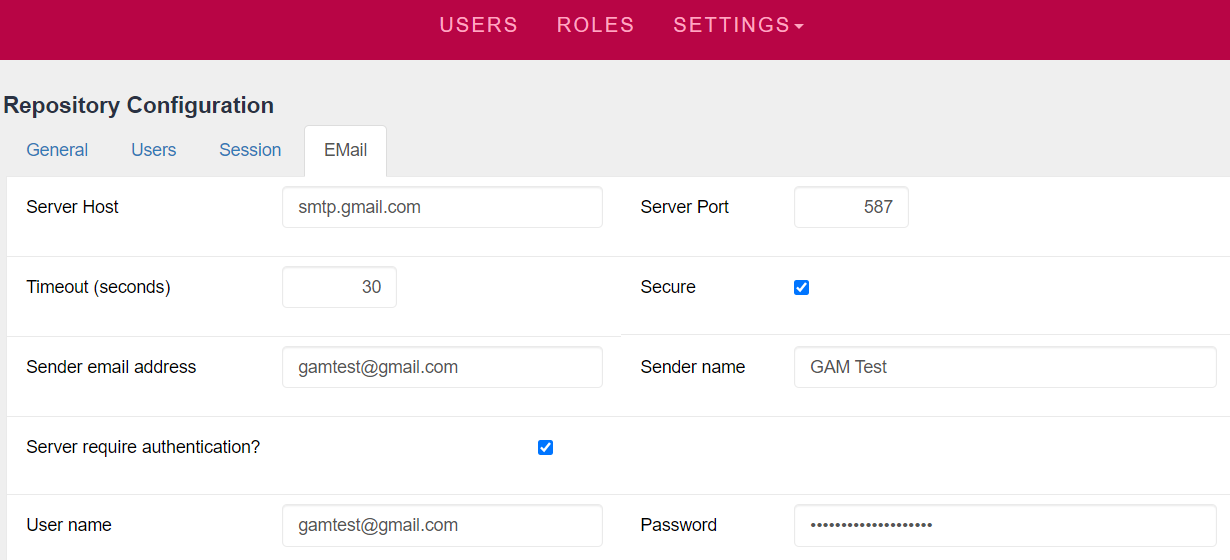 USERS ROLES SETTINGS
Repository Configuration
General Users Session EMail
Server Host smtp.gmail.com Server Port 587
Timeout (seconds) 30 Secure
Sender email address gamtest@gmail.com Sender name GAM Test
Server require authentication?
User name gamtest@gmail.com Password ••••••••••••••••••••